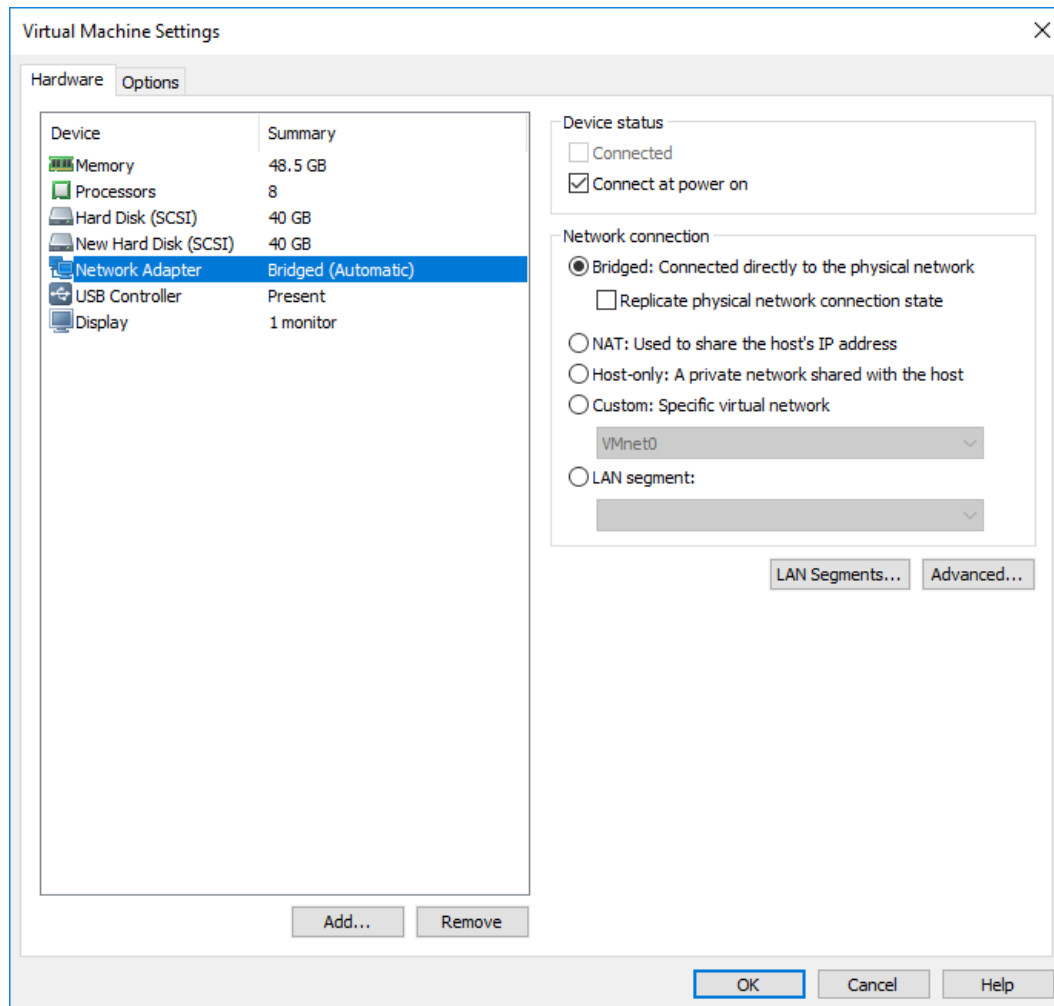 Virtual Machine Settings
Hardware Options
Device Summary
Memory 48.5 GB
Processors 8
Hard Disk (SCSI) 40 GB
New Hard Disk (SCSI) 40 GB
Network Adapter Bridged (Automatic)
USB Controller Present
Display 1 monitor
Add... Remove
Device status
Connected
Connect at power on
Network connection
Bridged: Connected directly to the physical network
Replicate physical network connection state
NAT: Used to share the host's IP address
Host-only: A private network shared with the host
Custom: Specific virtual network
VMnet0
LAN segment:
LAN Segments... Advanced...
OK Cancel Help